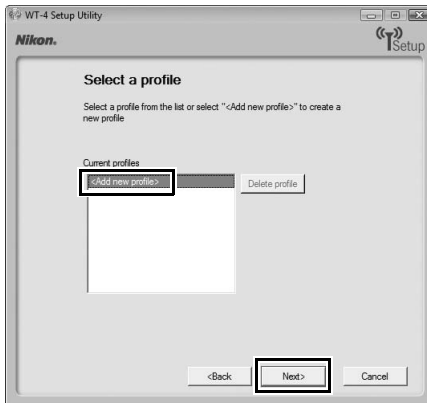 WT-4 Setup Utility
Nikon.
Setup
Select a profile
Select a profile from the list or select "<Add new profile>" to create a
new profile
Current profiles
<Add new profile>
Delete profile
<Back
Next>
Cancel